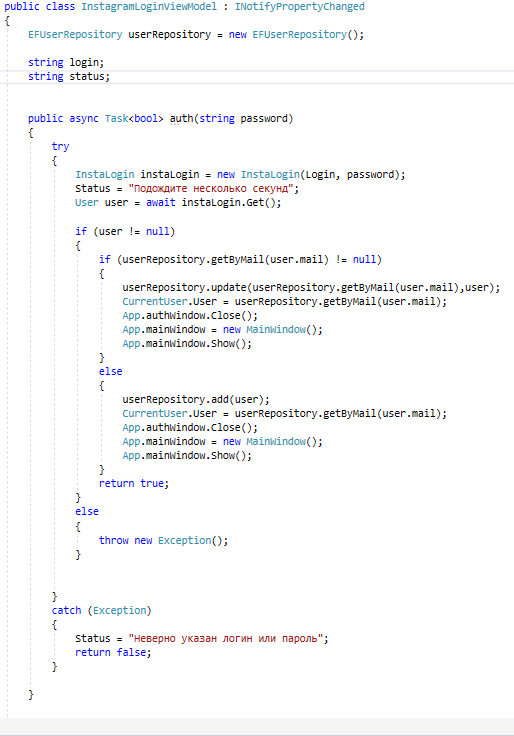 public class InstagramLoginViewModel : INotifyPropertyChanged
{
EFUserRepository userRepository = new EFUserRepository();
string login;
string status;
public async Task<bool> auth(string password)
{
try
{
InstaLogin instaLogin = new InstaLogin(Login, password);
Status = "Подождите несколько секунд";
User user = await instaLogin.Get();
if (user != null)
{
if (userRepository.getByMail(user.mail) != null)
{
userRepository.update(userRepository.getByMail(user.mail),user);
CurrentUser.User = userRepository.getByMail(user.mail);
App.authWindow.Close();
App.mainWindow = new MainWindow();
App.mainWindow.Show();
}
else
{
userRepository.add(user);
CurrentUser.User = userRepository.getByMail(user.mail);
App.authWindow.Close();
App.mainWindow = new MainWindow();
App.mainWindow.Show();
}
return true;
}
else
{
throw new Exception();
}
}
catch (Exception)
{
Status = "Неверно указан логин или пароль";
return false;
}
}